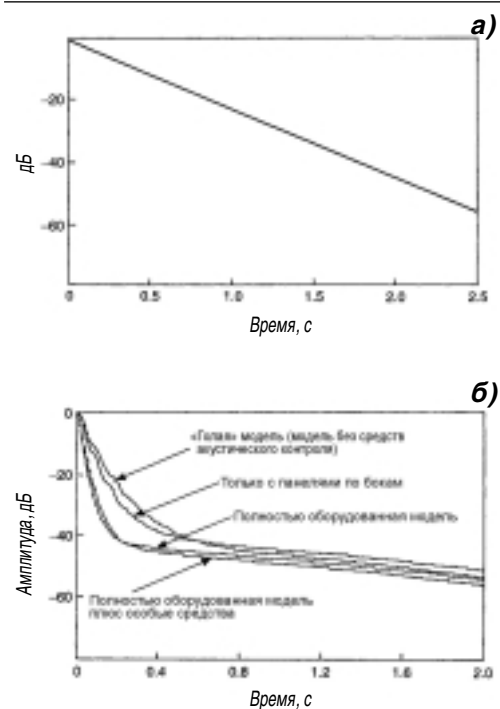 а)
-20
дБ
-40
-60
0 0.5 1.0 1.5 2.0 2.5
Время, с
б)
0
«Голая» модель (модель без средств
акустического контроля)
-20
Только с панелями по бокам
Амплитуда, дБ
Полностью оборудованная модель
-40
-60
Полностью оборудованная модель
плюс особые средства
0 0.4 0.8 1.2 1.6 2.0
Время, с